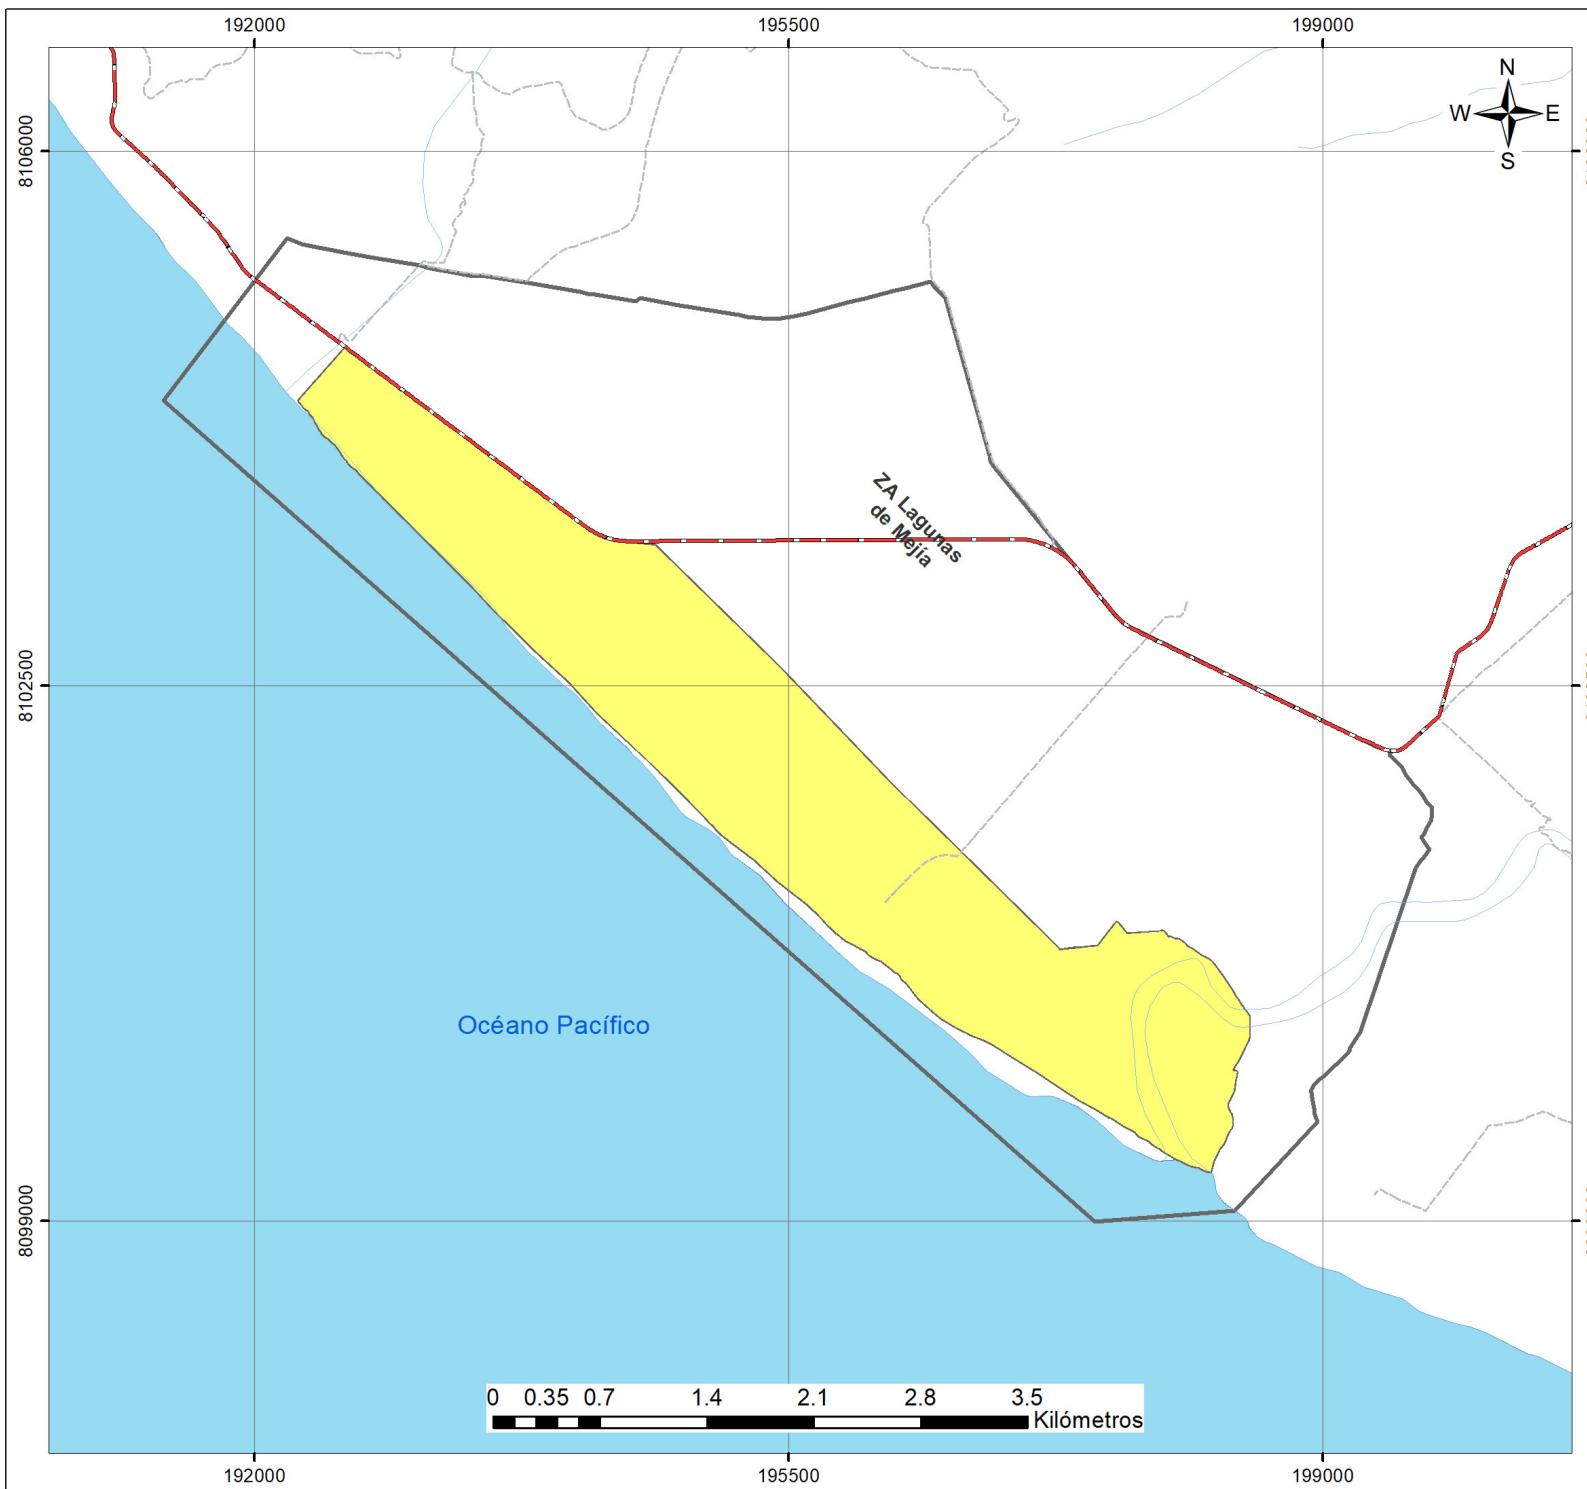 192000 195500 199000
N
W E
S
8106000
ZA Lagunas
de Mejía
8102500
Océano Pacífico
8099000
0 0.35 0.7 1.4 2.1 2.8 3.5
Kilómetros
192000 195500 199000